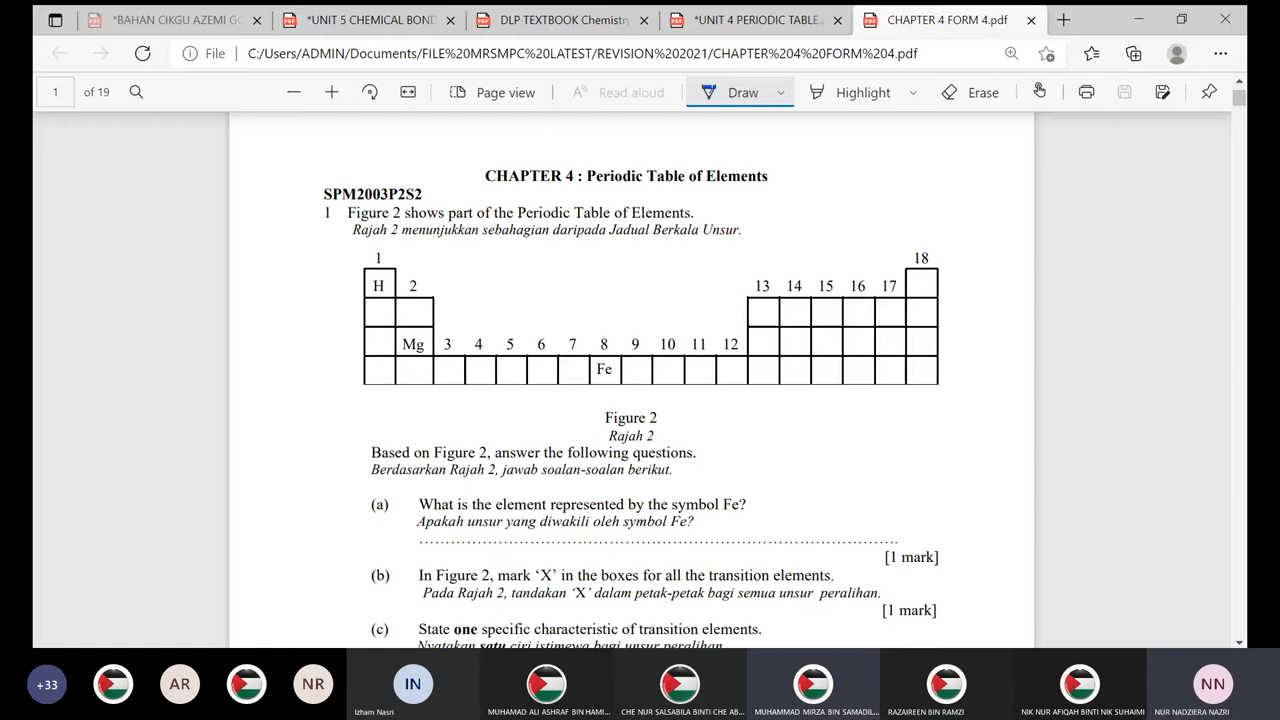 *BAHAN CIKGU AZEMI GO
*UNIT 5 CHEMICAL BOND
DLP TEXTBOOK Chemistry
*UNIT 4 PERIODIC TABLE.
CHAPTER 4 FORM 4.pdf
File C:/Users/ADMIN/Documents/FILE%20MRSMPC%20LATEST/REVISION%202021/CHAPTER%204%20FORM%204.pdf
1 of 19 Page view Read aloud Draw Highlight Erase
CHAPTER 4 : Periodic Table of Elements
SPM2003P2S2
1 Figure 2 shows part of the Periodic Table of Elements.
Rajah 2 menunjukkan sebahagian daripada Jadual Berkala Unsur.
1 18
H 2 13 14 15 16 17
Mg 3 4 5 6 7 8 9 10 11 12
Fe
Figure 2
Rajah 2
Based on Figure 2, answer the following questions.
Berdasarkan Rajah 2, jawab soalan-soalan berikut.
(a) What is the element represented by the symbol Fe?
Apakah unsur yang diwakili oleh symbol Fe?
........................................................................................
[1 mark]
(b) In Figure 2, mark ‘X’ in the boxes for all the transition elements.
Pada Rajah 2, tandakan ‘X’ dalam petak-petak bagi semua unsur peralihan.
[1 mark]
(c) State one specific characteristic of transition elements.
Nyatakan satu ciri istimewa bagi unsur peralihan
+33 AR NR IN NN
Izham Nasri MUHAMAD ALI ASHRAF BIN HAMI... CHE NUR SALSABILA BINTI CHE AB... MUHAMMAD MIRZA BIN SAMADIL... RAZAIREEN BIN RAMZI NIK NUR AFIQAH BINTI NIK SUHAIMI NUR NADZIERA NAZRI